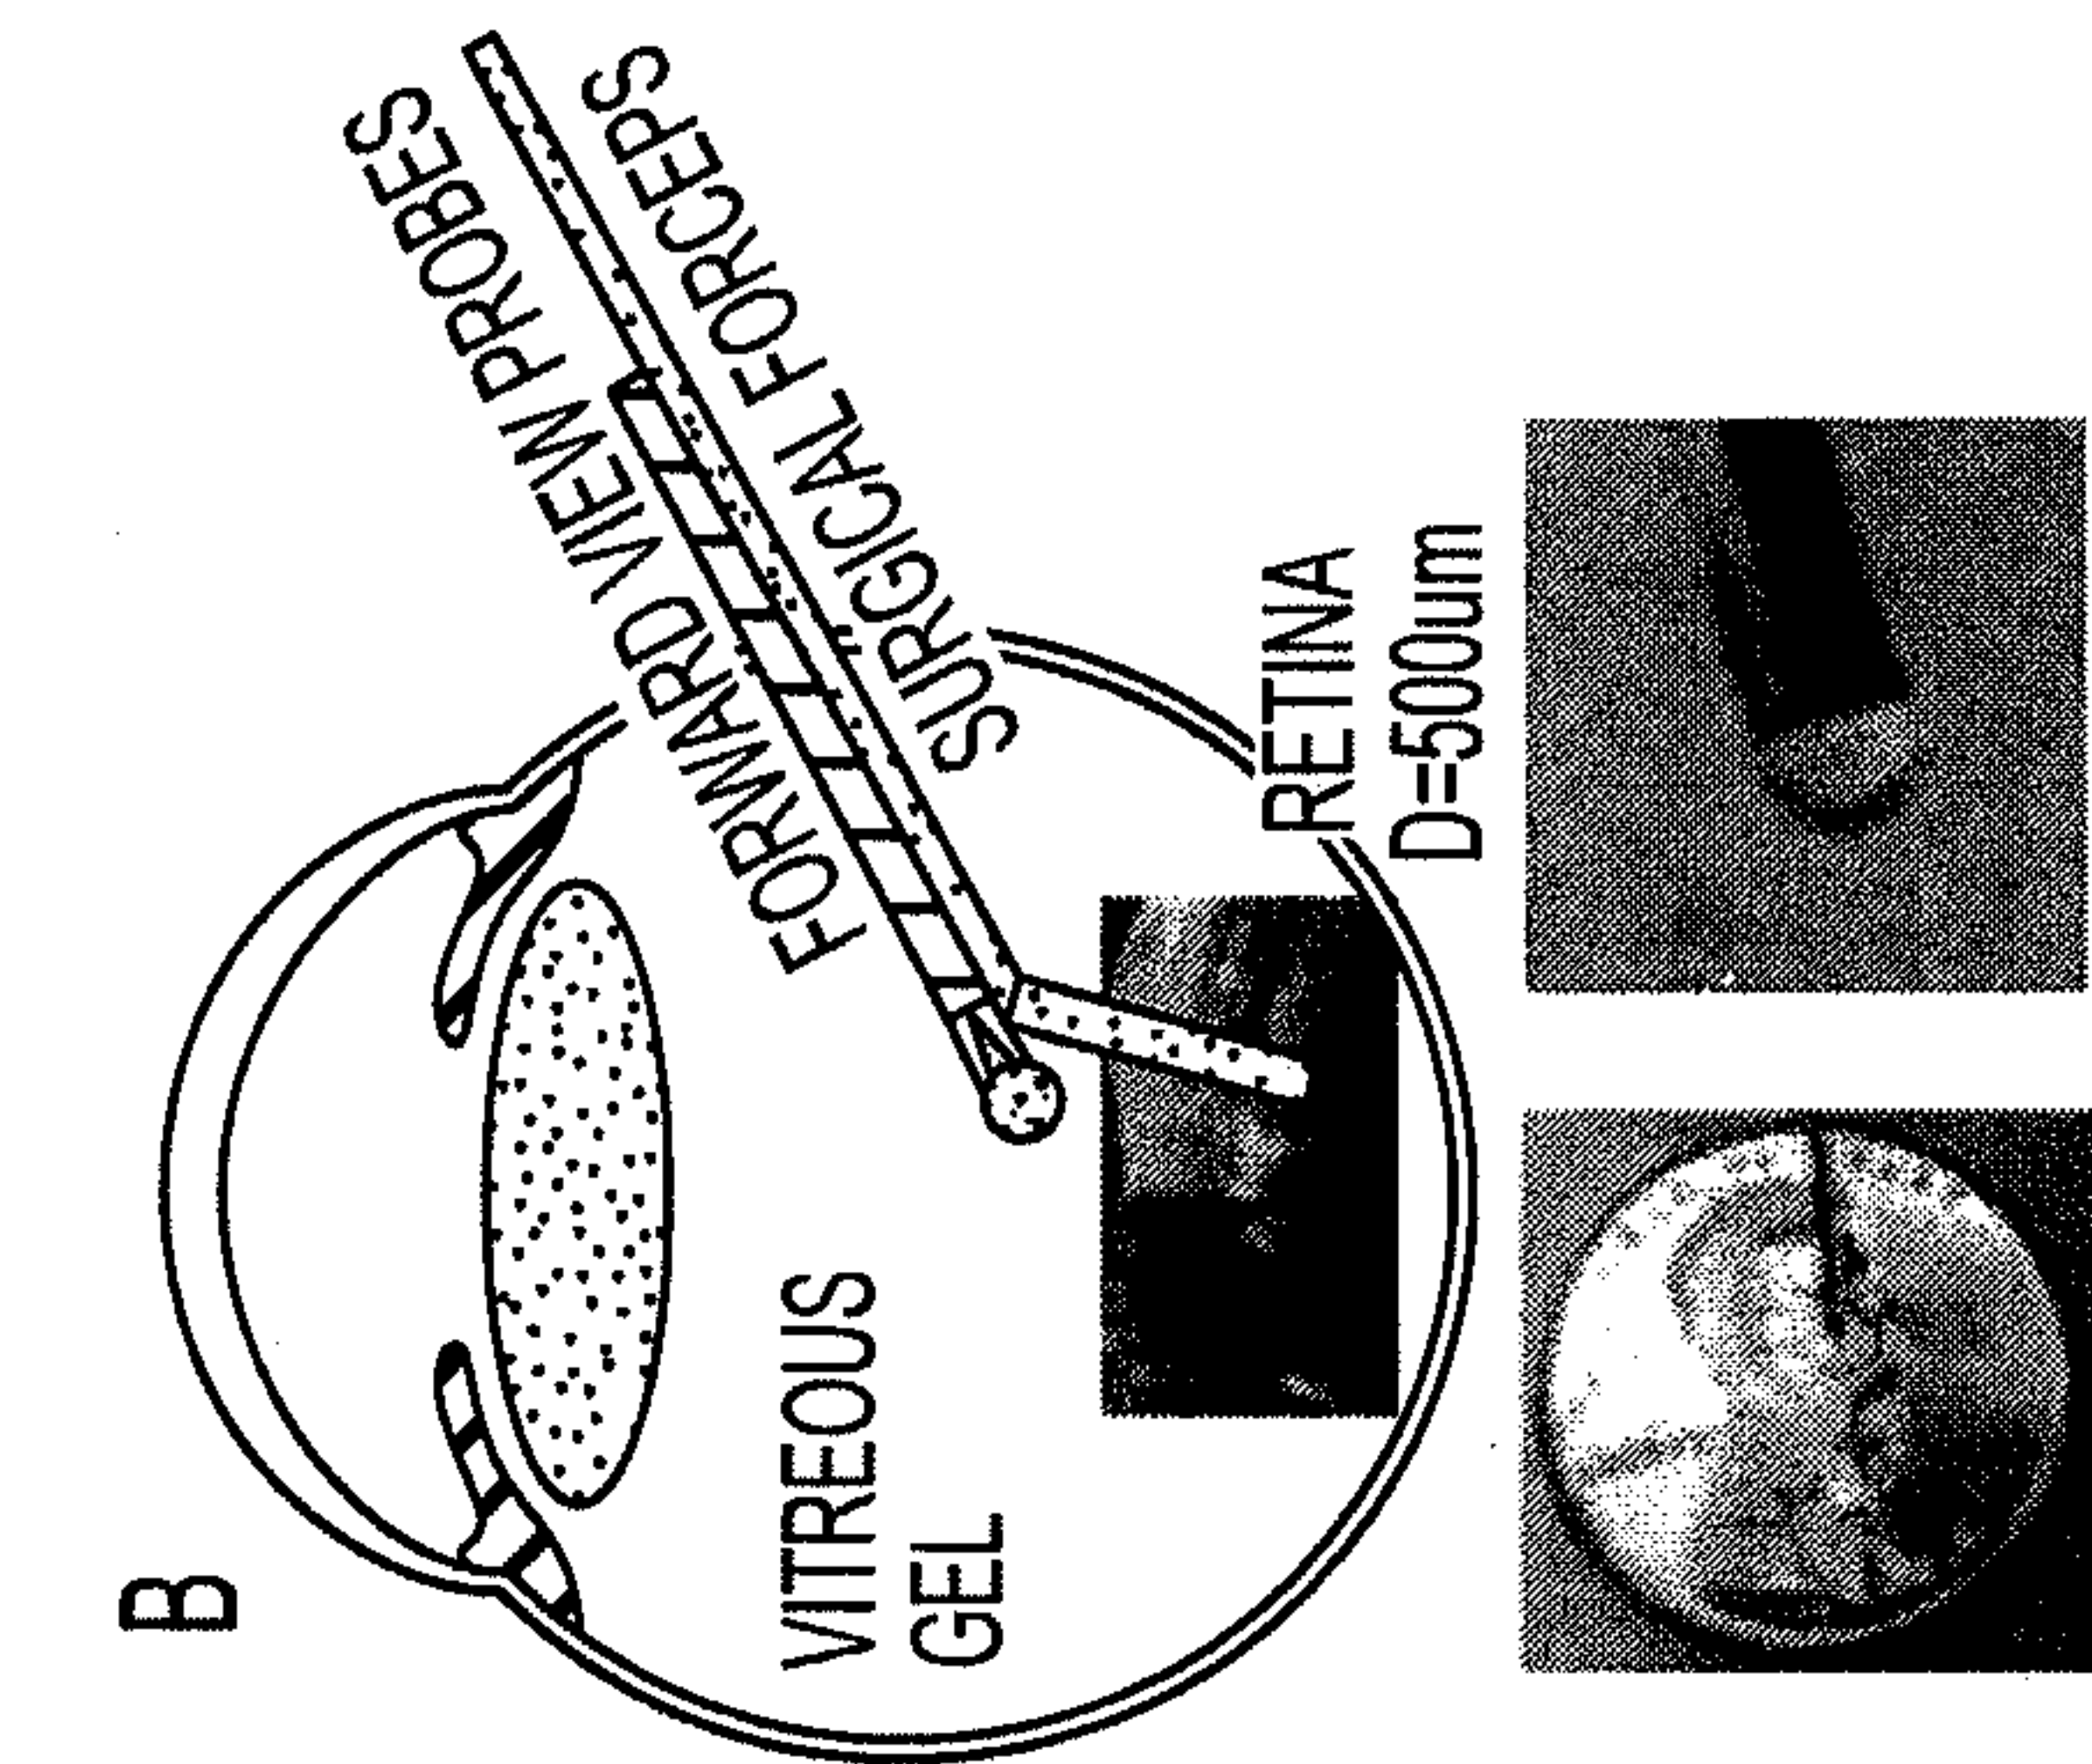 B
FORWARD VIEW PROBES
SURGICAL FORCEPS
VITREOUS
GEL
RETINA
D=500um